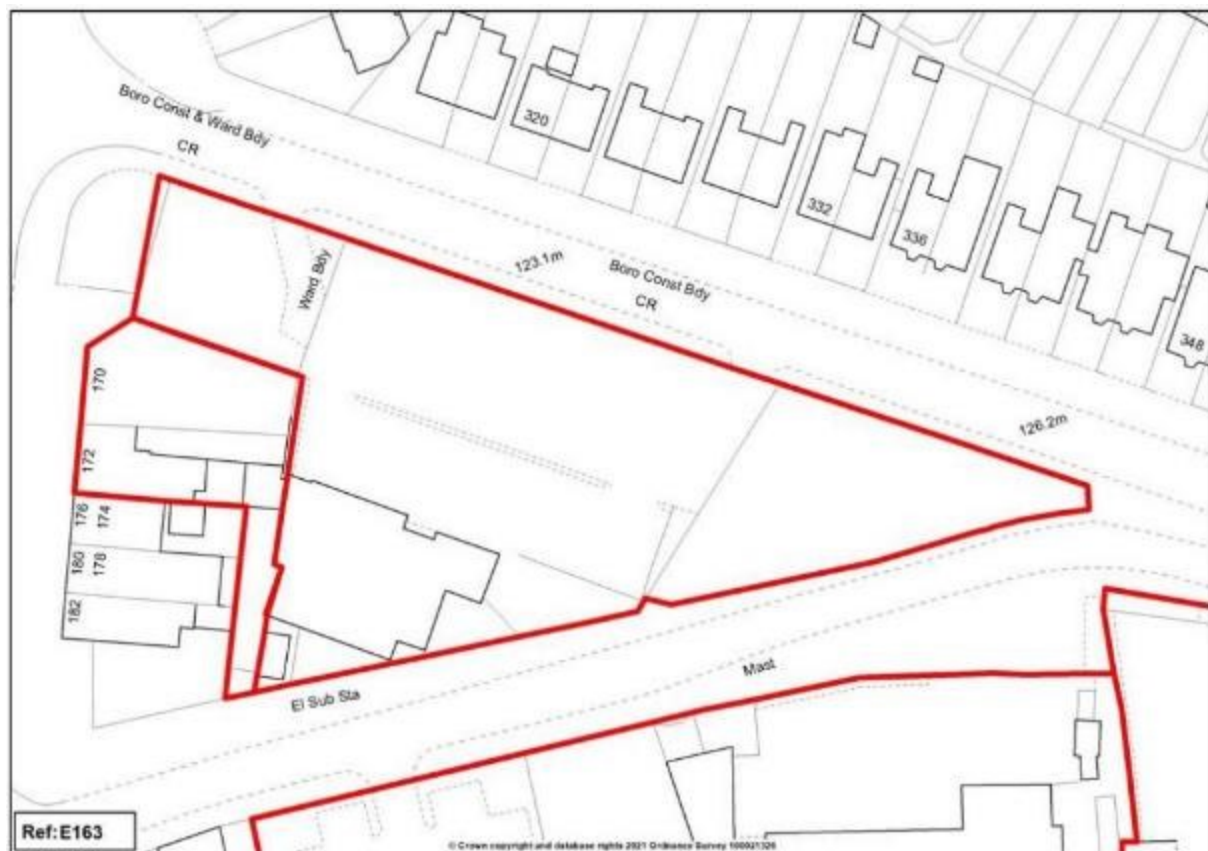 Boro Const & Ward Bdy
CR
320
332
336
348
Ward Bdy
123.1m
Boro Const Bdy
CR
126.2m
170
172
176
174
180
178
182
Mast
El Sub Sta
Ref:E163
© Crown copyright and database rights 2021 Ordnance Survey 100021326